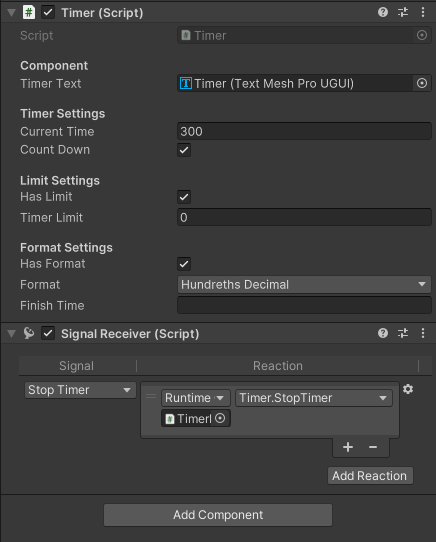 Timer (Script)
Script Timer
Component
Timer Text Timer (Text Mesh Pro UGUI)
Timer Settings
Current Time 300
Count Down
Limit Settings
Has Limit
Timer Limit 0
Format Settings
Has Format
Format Hundreths Decimal
Finish Time
Signal Receiver (Script)
Signal Reaction
Stop Timer Runtime Timer.StopTimer
Timerl
Add Reaction
Add Component